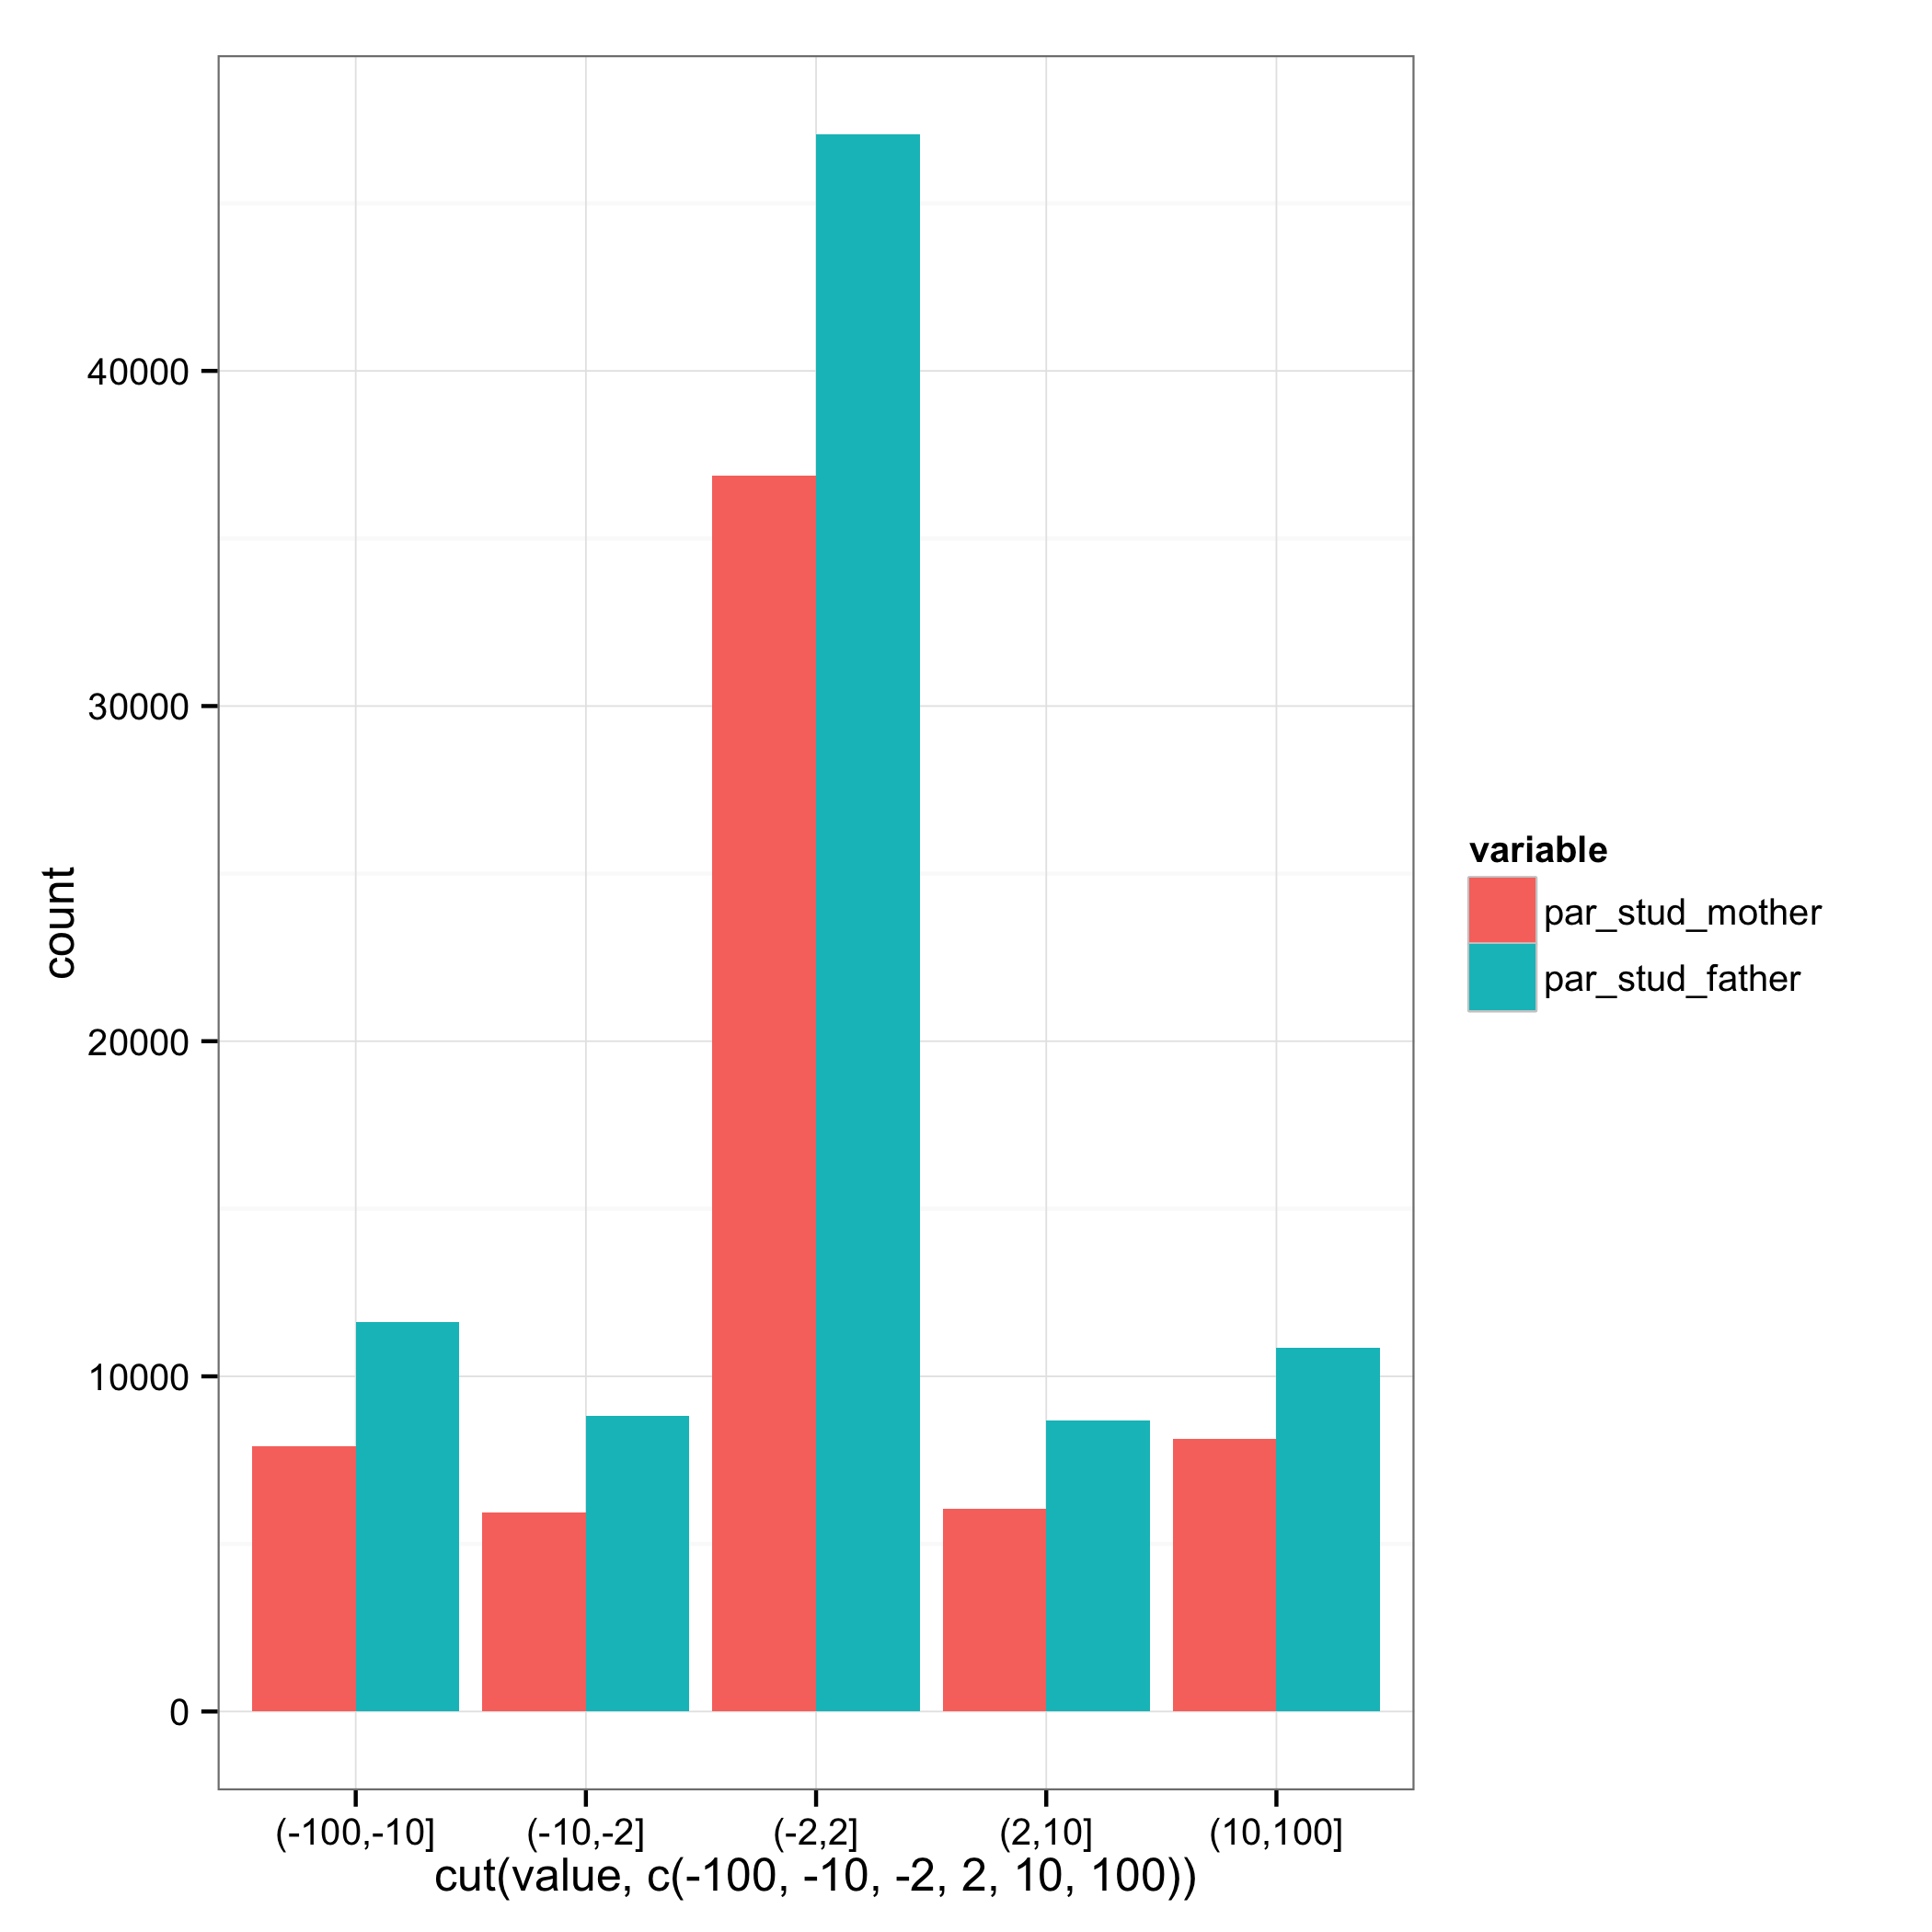 40000
30000
20000
10000
0
count
(-100,-10] (-10,-2] (-2,2] (2,10] (10,100]
cut(value, c(-100, -10, -2, 2, 10, 100))
variable
par_stud_mother
par_stud_father